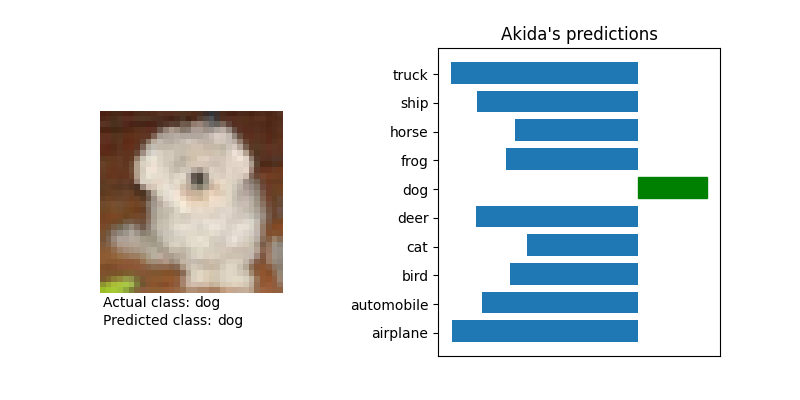 Akida's predictions
truck
ship
horse
frog
dog
deer
cat
bird
automobile
airplane
Actual class: dog
Predicted class: dog